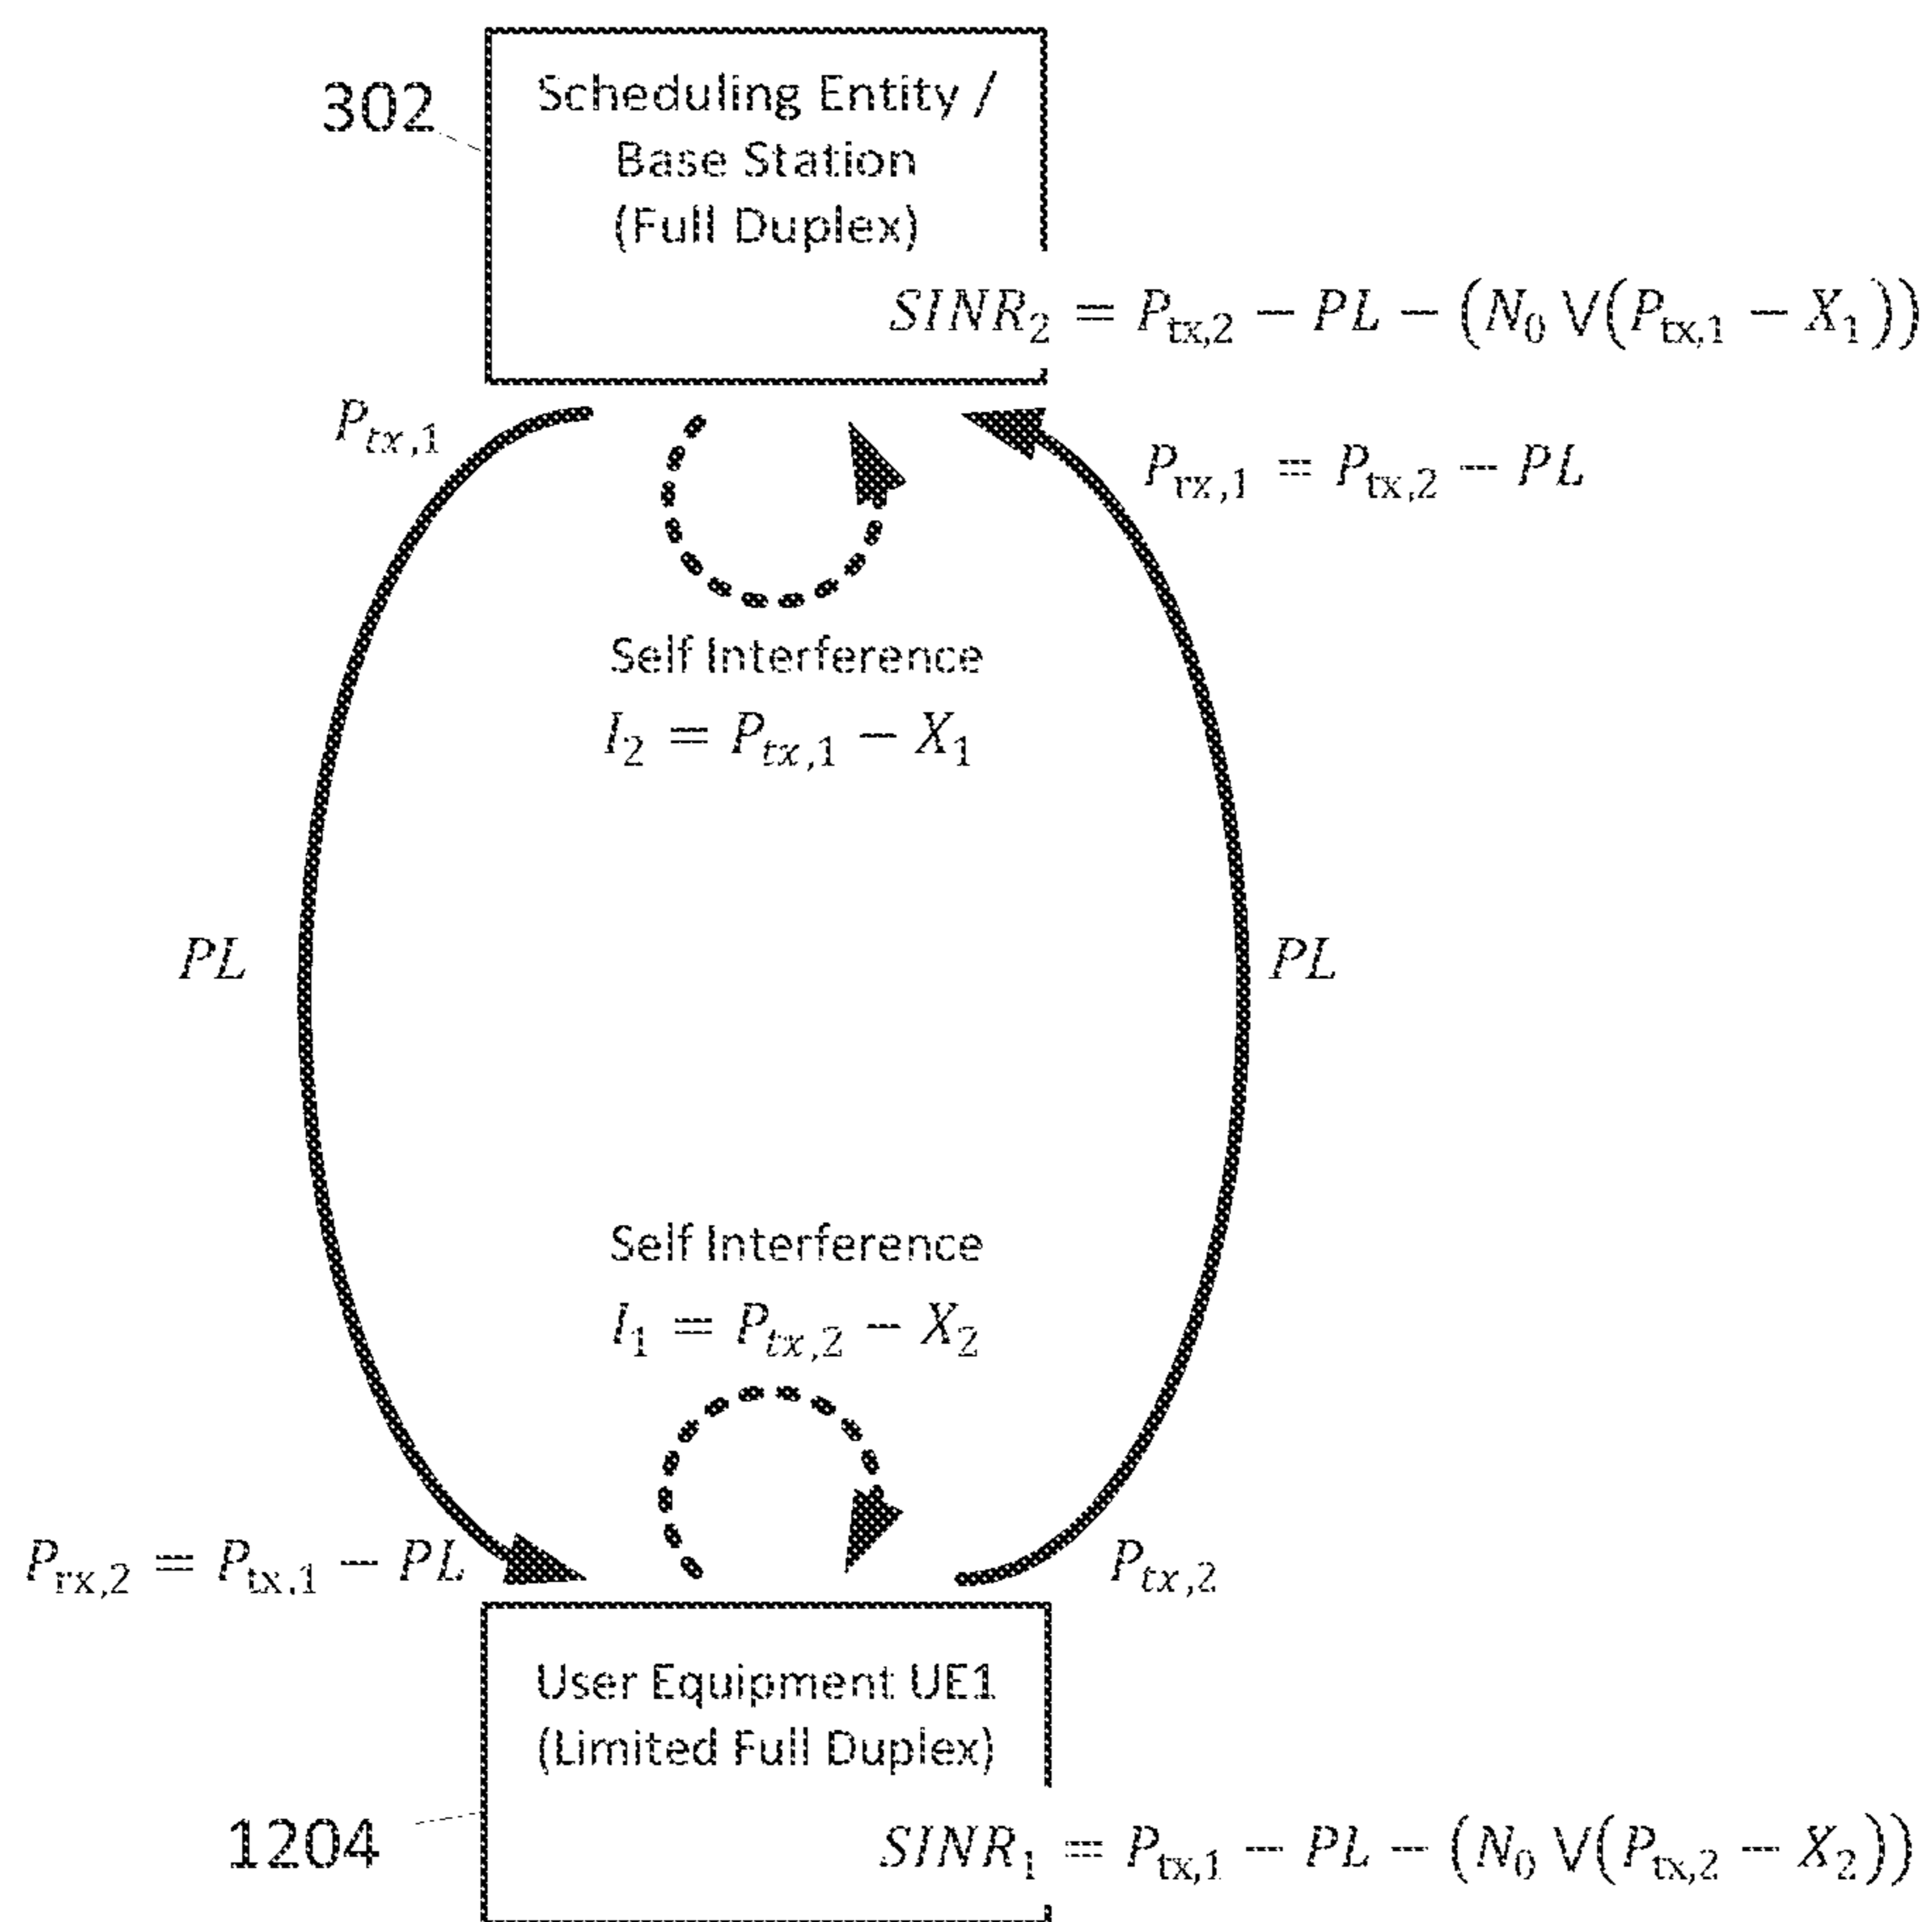 302
Scheduling Entity /
Base Station
(Full Duplex)
SINR₂ = P_tx,2 − PL − (N₀ ∨ (P_tx,1 − X₁))
P_tx,1
P_rx,1 = P_tx,2 − PL
Self Interference
I₂ = P_tx,1 − X₁
PL
PL
Self Interference
I₁ = P_tx,2 − X₂
P_rx,2 = P_tx,1 − PL
P_tx,2
User Equipment UE1
(Limited Full Duplex)
1204
SINR₁ = P_tx,1 − PL − (N₀ ∨ (P_tx,2 − X₂))